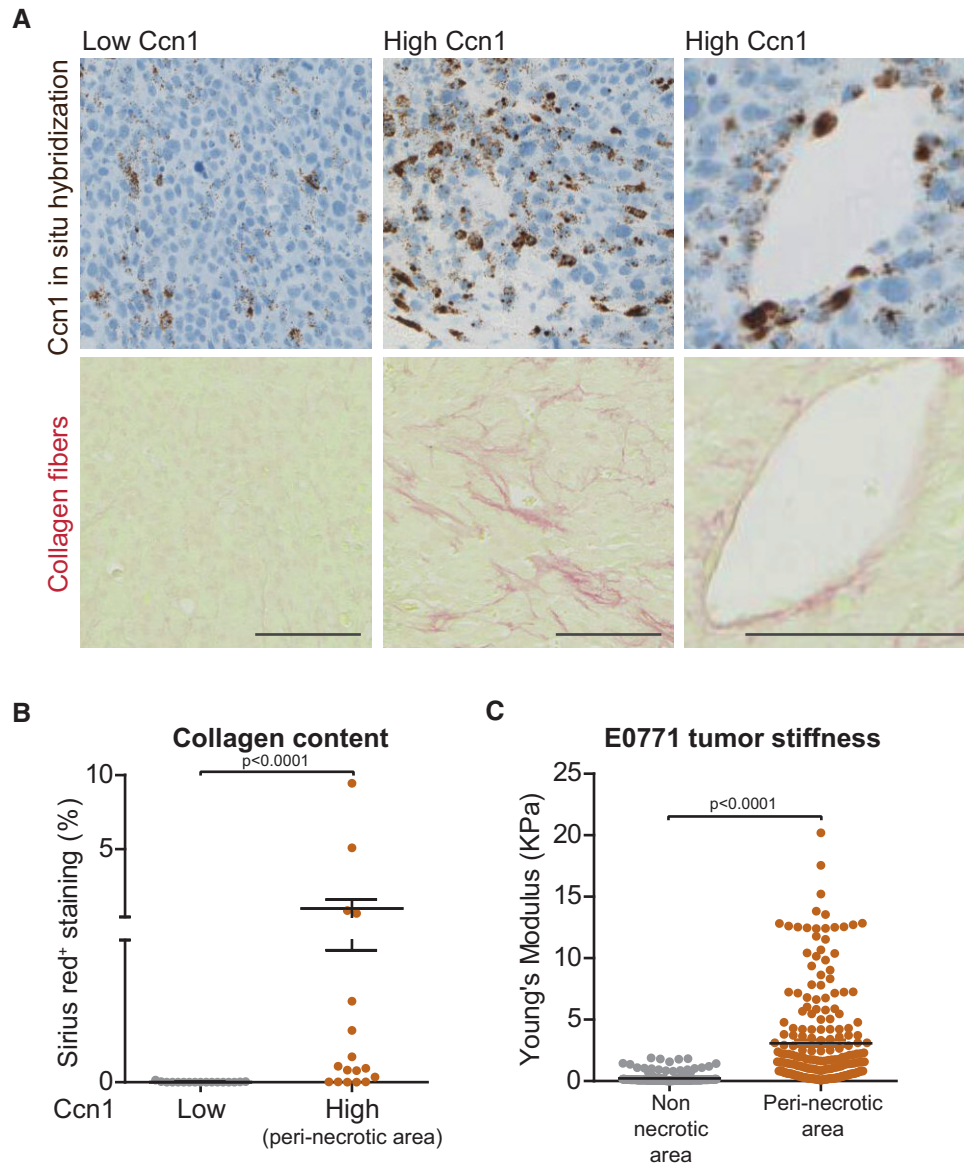 A
Low Ccn1
High Ccn1
High Ccn1
Ccn1 in situ hybridization
Collagen fibers
B
Collagen content
p<0.0001
Sirius red⁺ staining (%)
10
5
0
Ccn1
Low
High
(peri-necrotic area)
C
E0771 tumor stiffness
p<0.0001
Young's Modulus (KPa)
25
20
15
10
5
0
Non
necrotic
area
Peri-necrotic
area